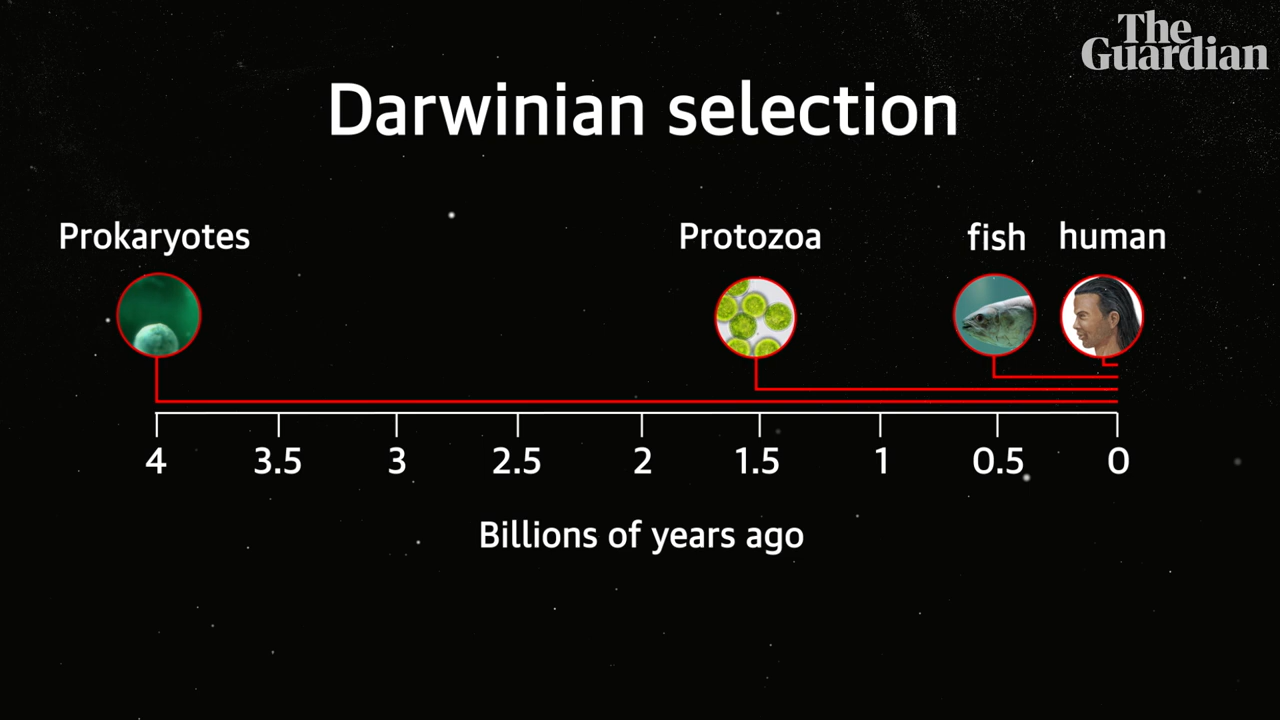 The
Guardian
Darwinian selection
Prokaryotes
Protozoa
fish
human
4 3.5 3 2.5 2 1.5 1 0.5 0
Billions of years ago